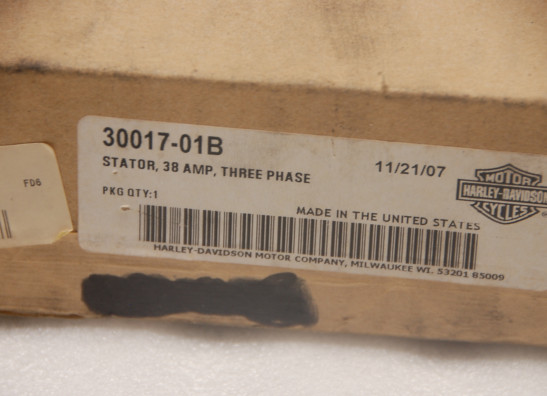 30017-01B
STATOR, 38 AMP, THREE PHASE
11/21/07
PKG QTY:1
MADE IN THE UNITED STATES
HARLEY-DAVIDSON MOTOR COMPANY, MILWAUKEE WI. 53201 85009
MOTOR
HARLEY-DAVIDSON
CYCLES
FD6